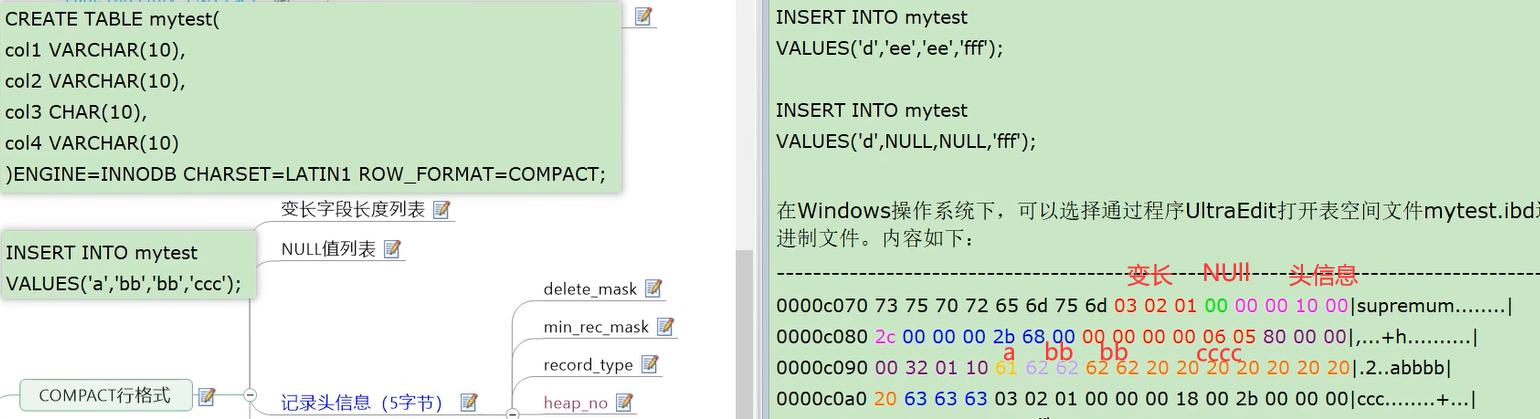 CREATE TABLE mytest(
col1 VARCHAR(10),
col2 VARCHAR(10),
col3 CHAR(10),
col4 VARCHAR(10)
)ENGINE=INNODB CHARSET=LATIN1 ROW_FORMAT=COMPACT;
变长字段长度列表
INSERT INTO mytest
VALUES('a','bb','bb','ccc');
NULL值列表
delete_mask
min_rec_mask
record_type
heap_no
COMPACT行格式
记录头信息（5字节）
INSERT INTO mytest
VALUES('d','ee','ee','fff');
INSERT INTO mytest
VALUES('d',NULL,NULL,'fff');
在Windows操作系统下，可以选择通过程序UltraEdit打开表空间文件mytest.ibd
进制文件。内容如下：
变长 NUll 头信息
0000c070 73 75 70 72 65 6d 75 6d 03 02 01 00 00 00 10 00|supremum........|
0000c080 2c 00 00 00 2b 68 00 00 00 00 00 06 05 80 00 00|,...+h..........|
a bb bb cccc
0000c090 00 32 01 10 61 62 62 62 62 20 20 20 20 20 20 20|.2..abbbb|
0000c0a0 20 63 63 63 03 02 01 00 00 00 18 00 2b 00 00 00|ccc........+...|